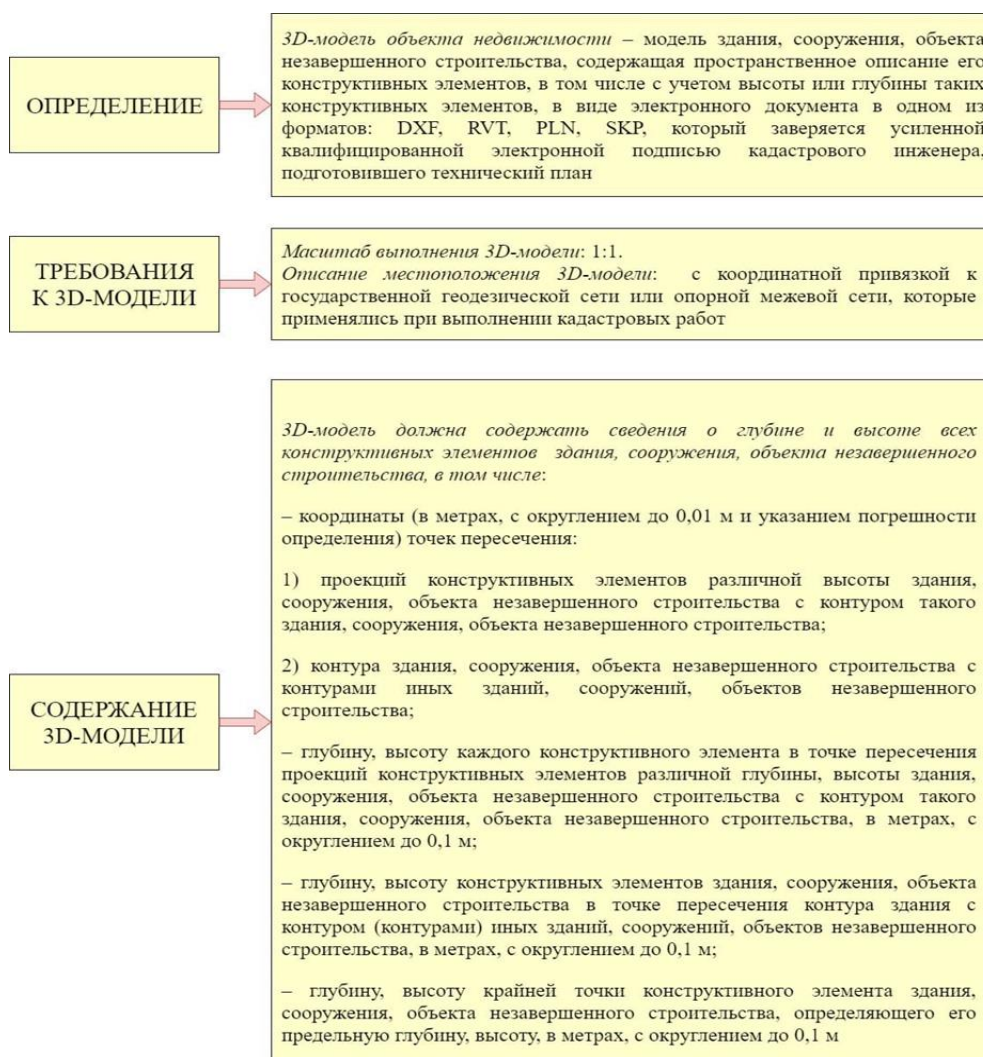 ОПРЕДЕЛЕНИЕ
3D-модель объекта недвижимости – модель здания, сооружения, объекта
незавершенного строительства, содержащая пространственное описание его
конструктивных элементов, в том числе с учетом высоты или глубины таких
конструктивных элементов, в виде электронного документа в одном из
форматов: DXF, RVT, PLN, SKP, который заверяется усиленной
квалифицированной электронной подписью кадастрового инженера,
подготовившего технический план
ТРЕБОВАНИЯ
К 3D-МОДЕЛИ
Масштаб выполнения 3D-модели: 1:1.
Описание местоположения 3D-модели: с координатной привязкой к
государственной геодезической сети или опорной межевой сети, которые
применялись при выполнении кадастровых работ
СОДЕРЖАНИЕ
3D-МОДЕЛИ
3D-модель должна содержать сведения о глубине и высоте всех
конструктивных элементов здания, сооружения, объекта незавершенного
строительства, в том числе:
– координаты (в метрах, с округлением до 0,01 м и указанием погрешности
определения) точек пересечения:
1) проекций конструктивных элементов различной высоты здания,
сооружения, объекта незавершенного строительства с контуром такого
здания, сооружения, объекта незавершенного строительства;
2) контура здания, сооружения, объекта незавершенного строительства с
контурами иных зданий, сооружений, объектов незавершенного
строительства;
– глубину, высоту каждого конструктивного элемента в точке пересечения
проекций конструктивных элементов различной глубины, высоты здания,
сооружения, объекта незавершенного строительства с контуром такого
здания, сооружения, объекта незавершенного строительства, в метрах, с
округлением до 0,1 м;
– глубину, высоту конструктивных элементов здания, сооружения, объекта
незавершенного строительства в точке пересечения контура здания с
контуром (контурами) иных зданий, сооружений, объектов незавершенного
строительства, в метрах, с округлением до 0,1 м;
– глубину, высоту крайней точки конструктивного элемента здания,
сооружения, объекта незавершенного строительства, определяющего его
предельную глубину, высоту, в метрах, с округлением до 0,1 м